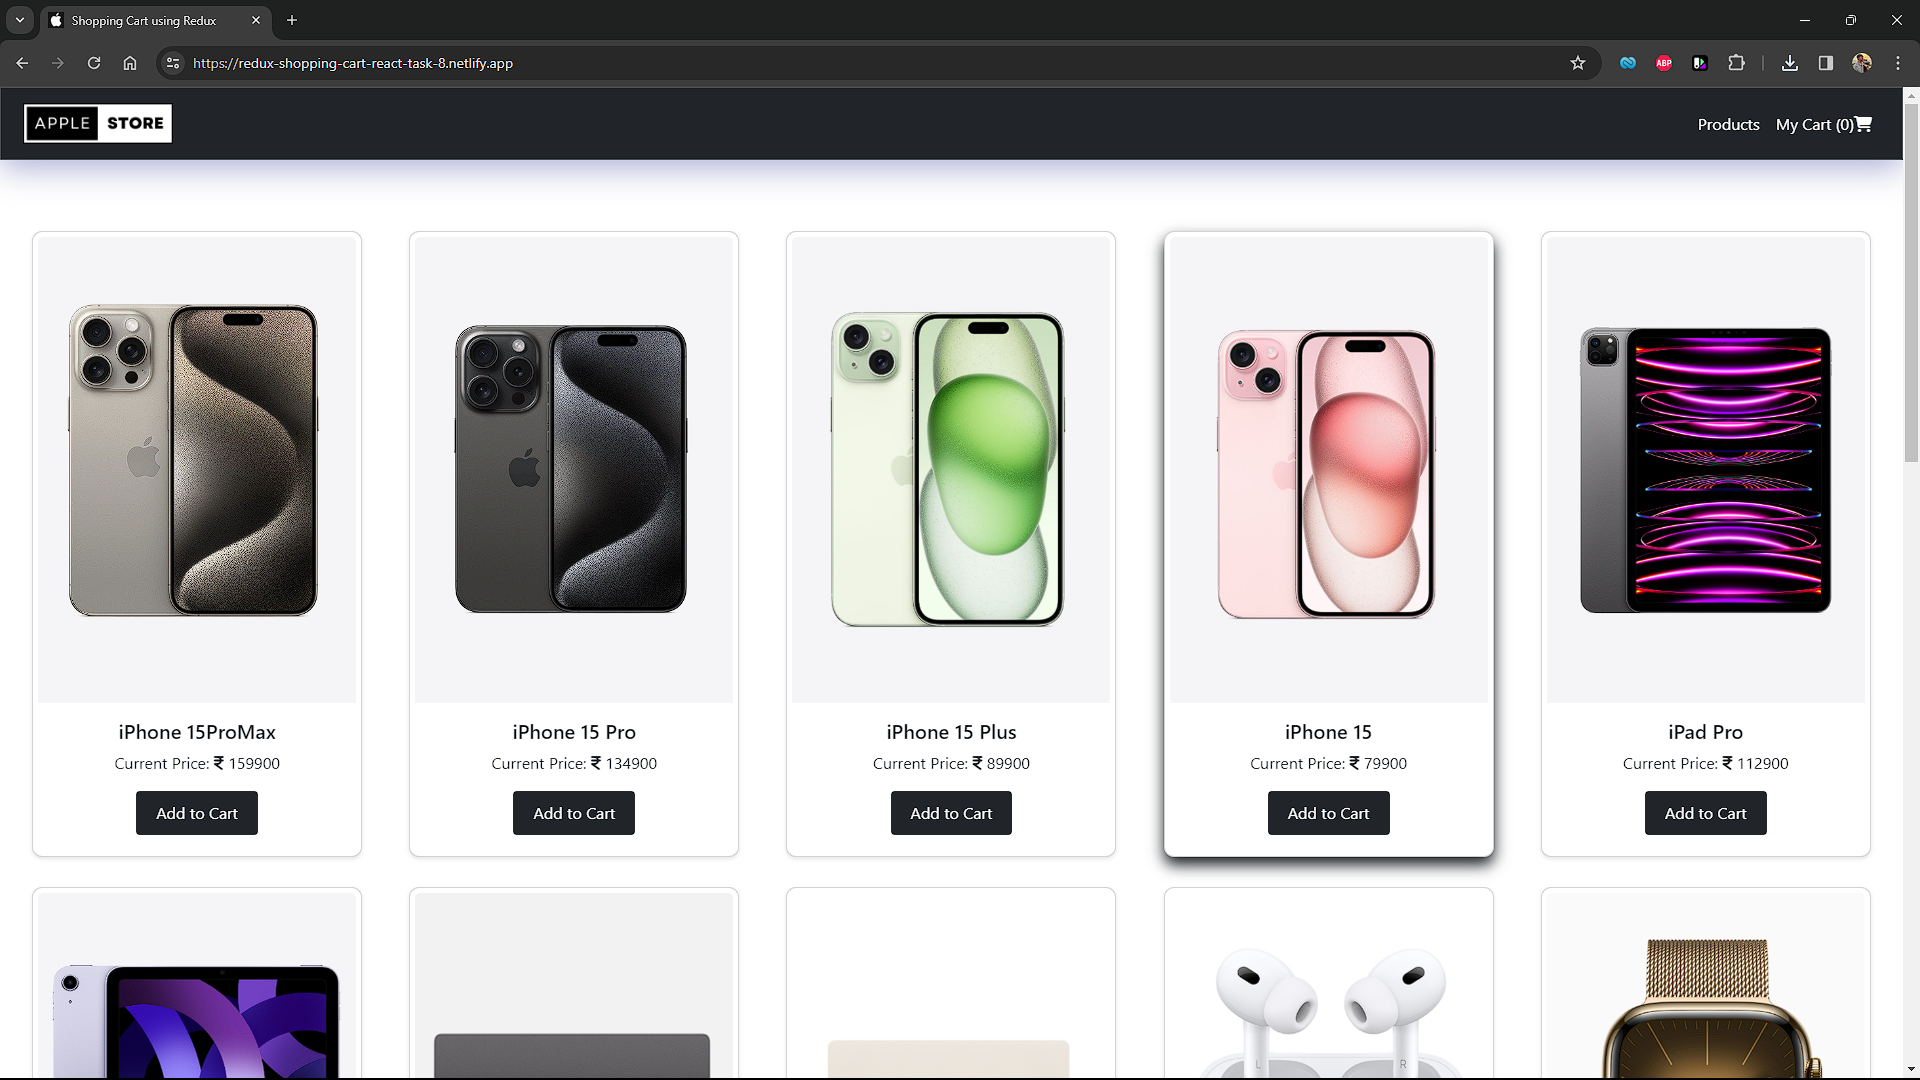 Shopping Cart using Redux
https://redux-shopping-cart-react-task-8.netlify.app
ABP
APPLE STORE
Products My Cart (0)
iPhone 15ProMax
Current Price: ₹ 159900
Add to Cart
iPhone 15 Pro
Current Price: ₹ 134900
Add to Cart
iPhone 15 Plus
Current Price: ₹ 89900
Add to Cart
iPhone 15
Current Price: ₹ 79900
Add to Cart
iPad Pro
Current Price: ₹ 112900
Add to Cart
L R